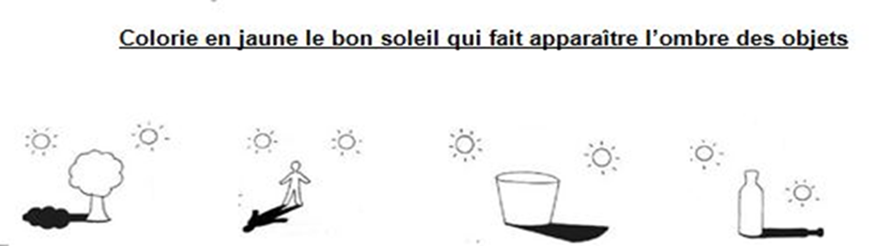 Colorie en jaune le bon soleil qui fait apparaître l'ombre des objets